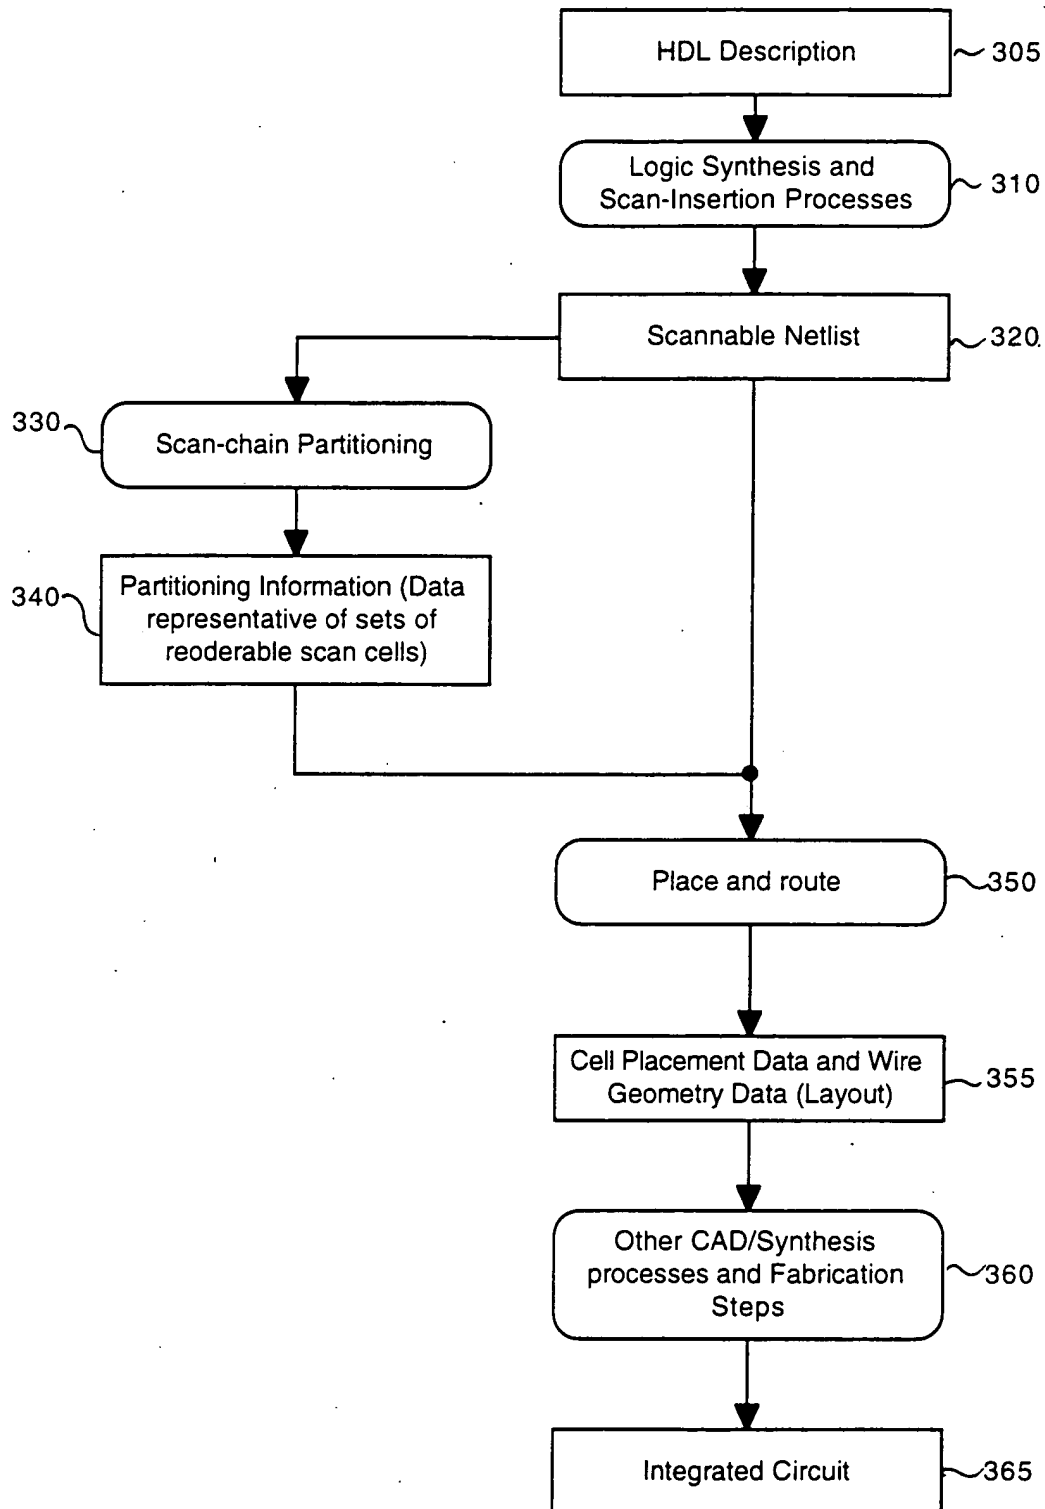 HDL Description
305
Logic Synthesis and
Scan-Insertion Processes
310
Scannable Netlist
320
330
Scan-chain Partitioning
340
Partitioning Information (Data
representative of sets of
reoderable scan cells)
Place and route
350
Cell Placement Data and Wire
Geometry Data (Layout)
355
Other CAD/Synthesis
processes and Fabrication
Steps
360
Integrated Circuit
365